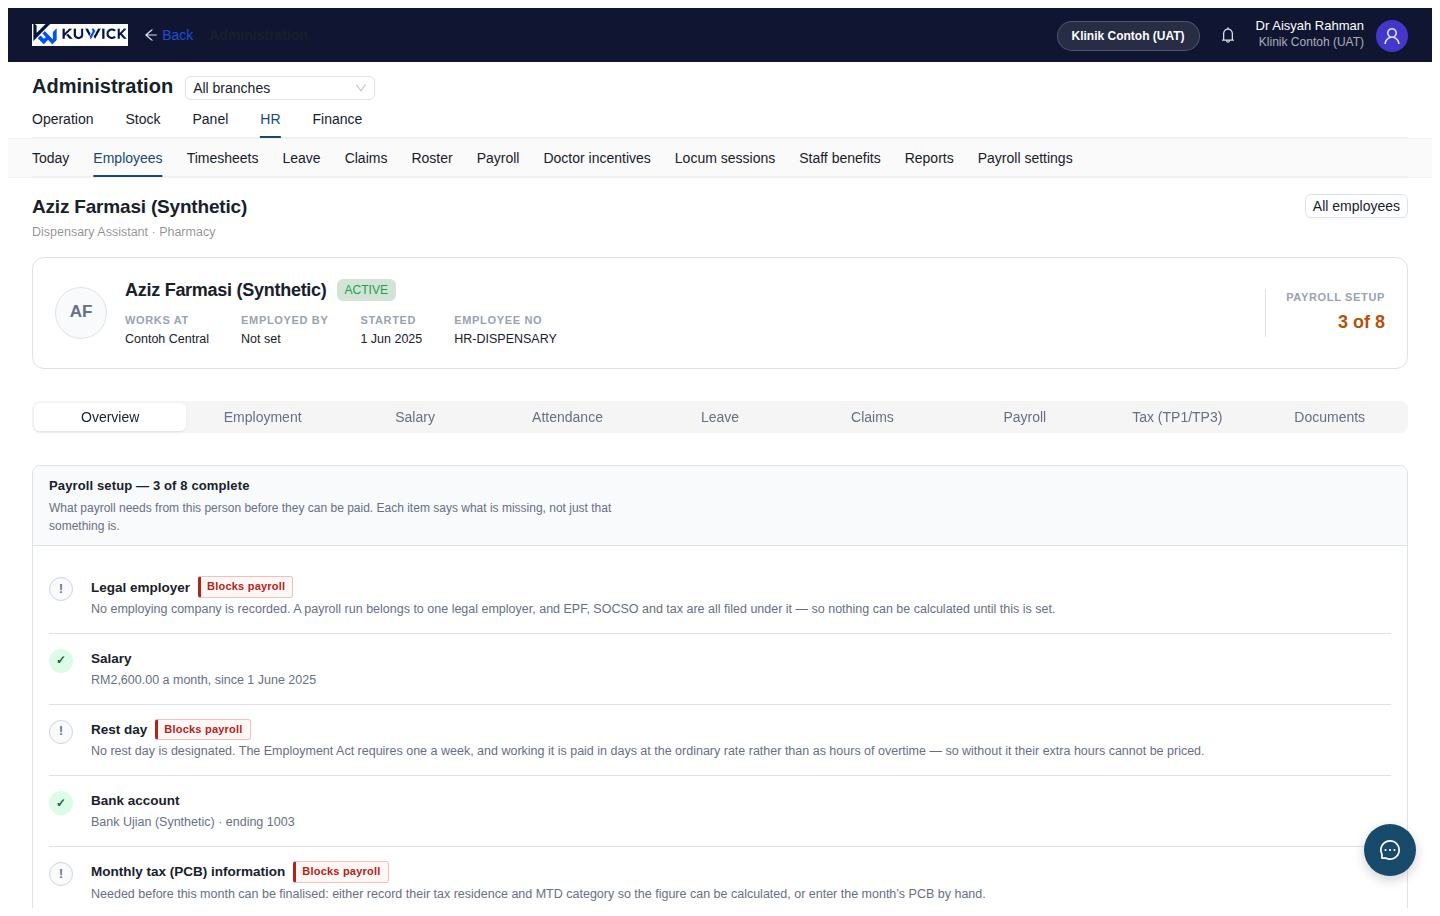 KUWICK
Back
Administration
Klinik Contoh (UAT)
Dr Aisyah Rahman
Klinik Contoh (UAT)
Administration
All branches
Operation Stock Panel HR Finance
Today Employees Timesheets Leave Claims Roster Payroll Doctor incentives Locum sessions Staff benefits Reports Payroll settings
Aziz Farmasi (Synthetic)
All employees
Dispensary Assistant · Pharmacy
AF
Aziz Farmasi (Synthetic) ACTIVE
WORKS AT EMPLOYED BY STARTED EMPLOYEE NO
Contoh Central Not set 1 Jun 2025 HR-DISPENSARY
PAYROLL SETUP
3 of 8
Overview Employment Salary Attendance Leave Claims Payroll Tax (TP1/TP3) Documents
Payroll setup — 3 of 8 complete
What payroll needs from this person before they can be paid. Each item says what is missing, not just that
something is.
! Legal employer Blocks payroll
No employing company is recorded. A payroll run belongs to one legal employer, and EPF, SOCSO and tax are all filed under it — so nothing can be calculated until this is set.
✓ Salary
RM2,600.00 a month, since 1 June 2025
! Rest day Blocks payroll
No rest day is designated. The Employment Act requires one a week, and working it is paid in days at the ordinary rate rather than as hours of overtime — so without it their extra hours cannot be priced.
✓ Bank account
Bank Ujian (Synthetic) · ending 1003
! Monthly tax (PCB) information Blocks payroll
Needed before this month can be finalised: either record their tax residence and MTD category so the figure can be calculated, or enter the month’s PCB by hand.